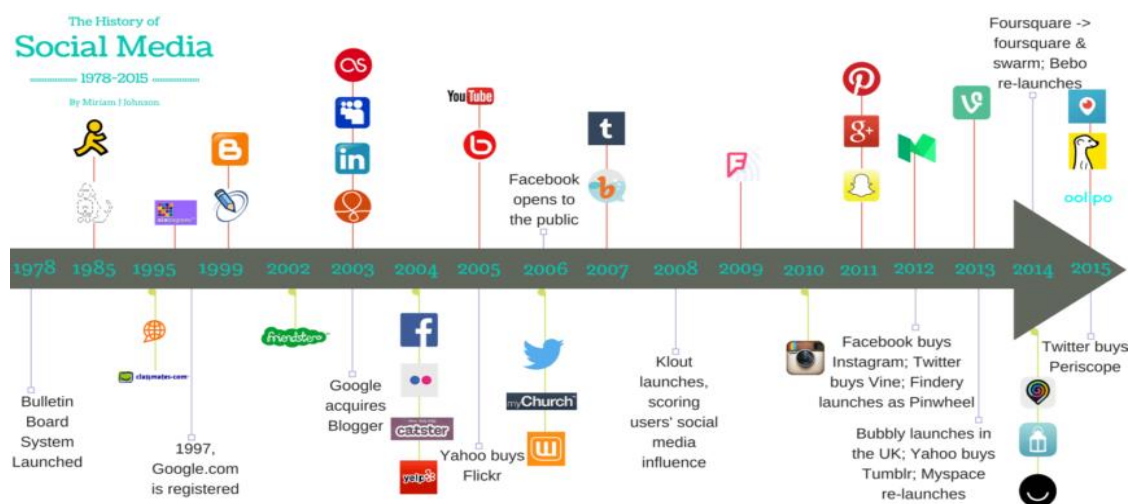 The History of
Social Media
1978-2015
By Miriam J Johnson
YouTube
Facebook
opens to
the public
Foursquare ->
foursquare &
swarm; Bebo
re-launches
oolipo
1978 1985 1995 1999 2002 2003 2004 2005 2006 2007 2008 2009 2010 2011 2012 2013 2014 2015
Bulletin
Board
System
Launched
classmates.com
1997,
Google.com
is registered
friendster
Google
acquires
Blogger
catster
yelp
Yahoo buys
Flickr
myChurch
Klout
launches,
scoring
users' social
media
influence
Facebook buys
Instagram; Twitter
buys Vine; Findery
launches as Pinwheel
Bubbly launches in
the UK; Yahoo buys
Tumblr; Myspace
re-launches
Twitter buys
Periscope